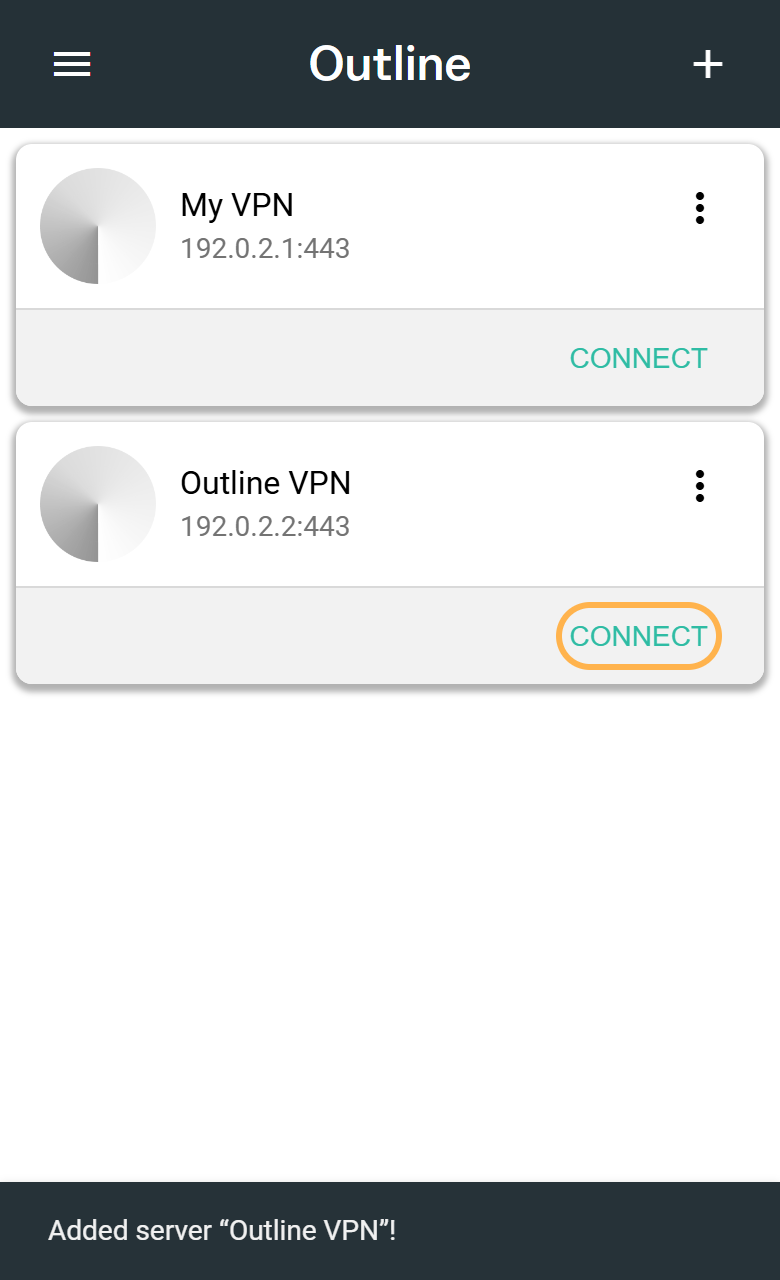 Outline
My VPN
192.0.2.1:443
CONNECT
Outline VPN
192.0.2.2:443
CONNECT
Added server “Outline VPN”!